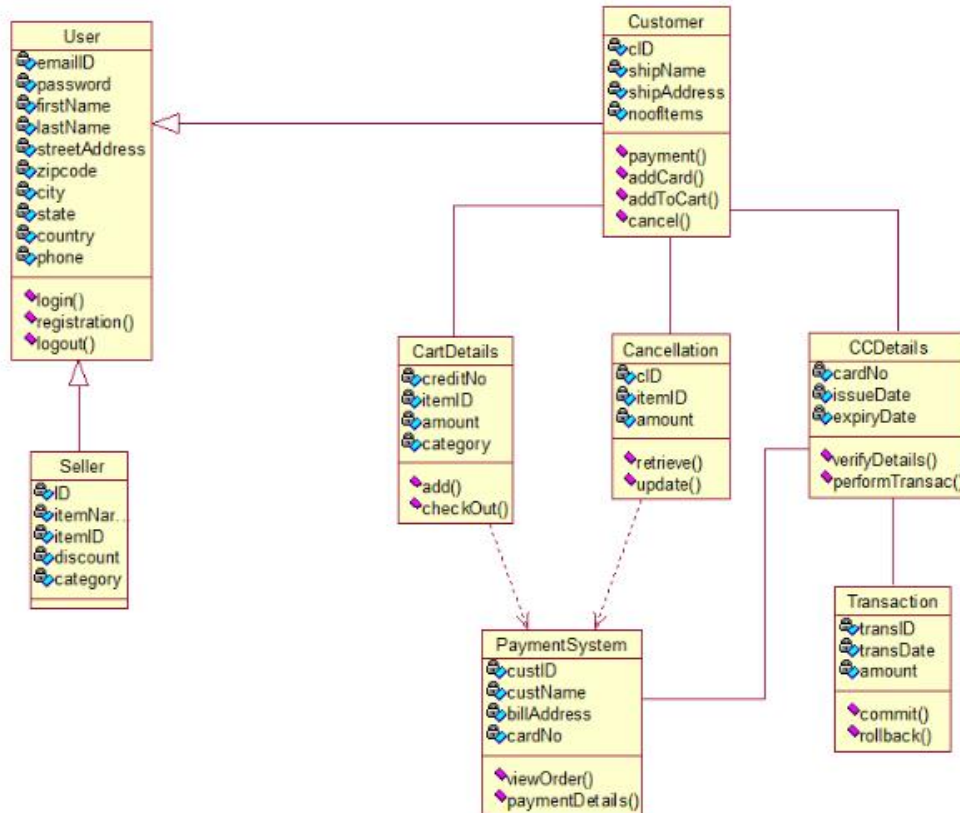 User
emailID
password
firstName
lastName
streetAddress
zipcode
city
state
country
phone
login()
registration()
logout()
Customer
cID
shipName
shipAddress
noofItems
payment()
addCard()
addToCart()
cancel()
CartDetails
creditNo
itemID
amount
category
add()
checkOut()
Cancellation
cID
itemID
amount
retrieve()
update()
CCDetails
cardNo
issueDate
expiryDate
verifyDetails()
performTransac()
Seller
ID
itemNar...
itemID
discount
category
PaymentSystem
custID
custName
billAddress
cardNo
viewOrder()
paymentDetails()
Transaction
transID
transDate
amount
commit()
rollback()